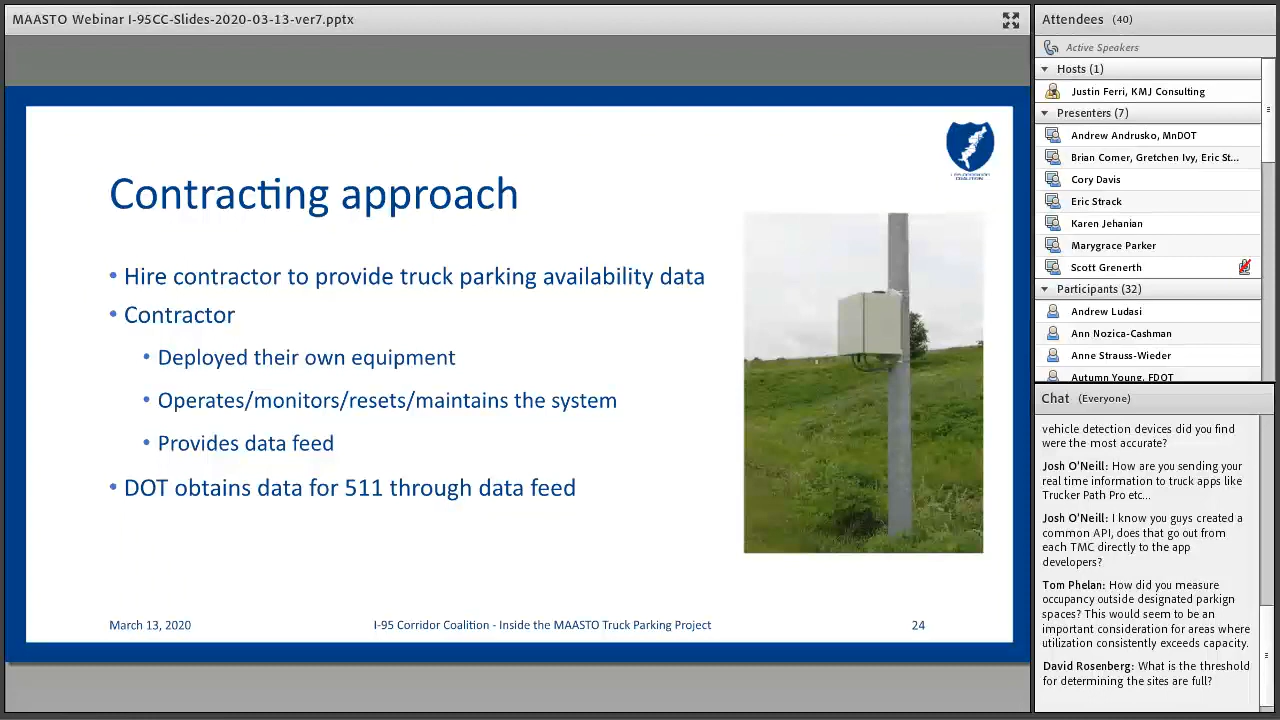 MAASTO Webinar I-95CC-Slides-2020-03-13-ver7.pptx
Contracting approach
• Hire contractor to provide truck parking availability data
• Contractor
• Deployed their own equipment
• Operates/monitors/resets/maintains the system
• Provides data feed
• DOT obtains data for 511 through data feed
March 13, 2020
I-95 Corridor Coalition - Inside the MAASTO Truck Parking Project
24
Attendees (40)
Active Speakers
Hosts (1)
Justin Ferri, KMJ Consulting
Presenters (7)
Andrew Andrusko, MnDOT
Brian Comer, Gretchen Ivy, Eric St...
Cory Davis
Eric Strack
Karen Jehanian
Marygrace Parker
Scott Grenerth
Participants (32)
Andrew Ludasi
Ann Nozica-Cashman
Anne Strauss-Wieder
Autumn Young, FDOT
Chat (Everyone)
vehicle detection devices did you find
were the most accurate?
Josh O'Neill: How are you sending your
real time information to truck apps like
Trucker Path Pro etc...
Josh O'Neill: I know you guys created a
common API, does that go out from
each TMC directly to the app
developers?
Tom Phelan: How did you measure
occupancy outside designated parkign
spaces? This would seem to be an
important consideration for areas where
utilization consistently exceeds capacity.
David Rosenberg: What is the threshold
for determining the sites are full?